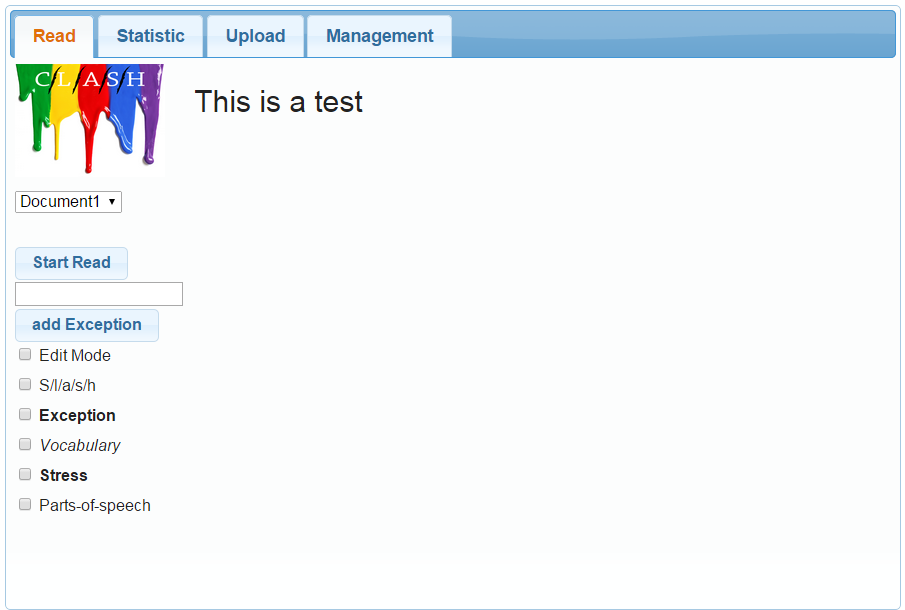 Read Statistic Upload Management
C/L/A/S/H
This is a test
Document1
Start Read
add Exception
Edit Mode
S/l/a/s/h
Exception
Vocabulary
Stress
Parts-of-speech